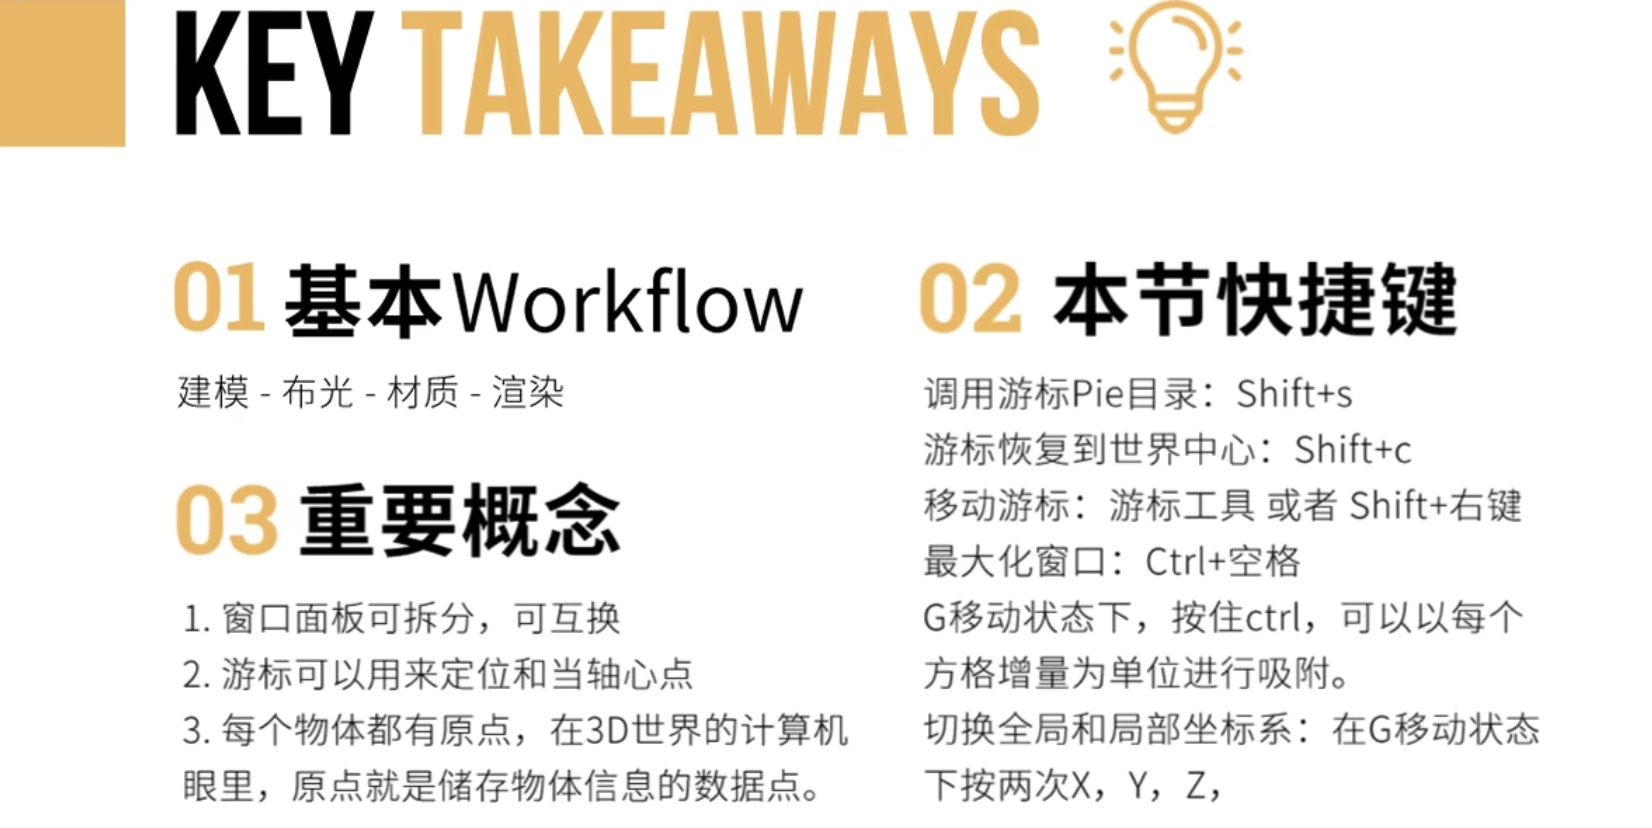 KEY TAKEAWAYS
01 基本Workflow
建模 - 布光 - 材质 - 渲染
02 本节快捷键
调用游标Pie目录：Shift+s
游标恢复到世界中心：Shift+c
移动游标：游标工具 或者 Shift+右键
最大化窗口：Ctrl+空格
G移动状态下，按住ctrl，可以以每个
方格增量为单位进行吸附。
切换全局和局部坐标系：在G移动状态
下按两次X，Y，Z，
03 重要概念
1. 窗口面板可拆分，可互换
2. 游标可以用来定位和当轴心点
3. 每个物体都有原点，在3D世界的计算机
眼里，原点就是储存物体信息的数据点。